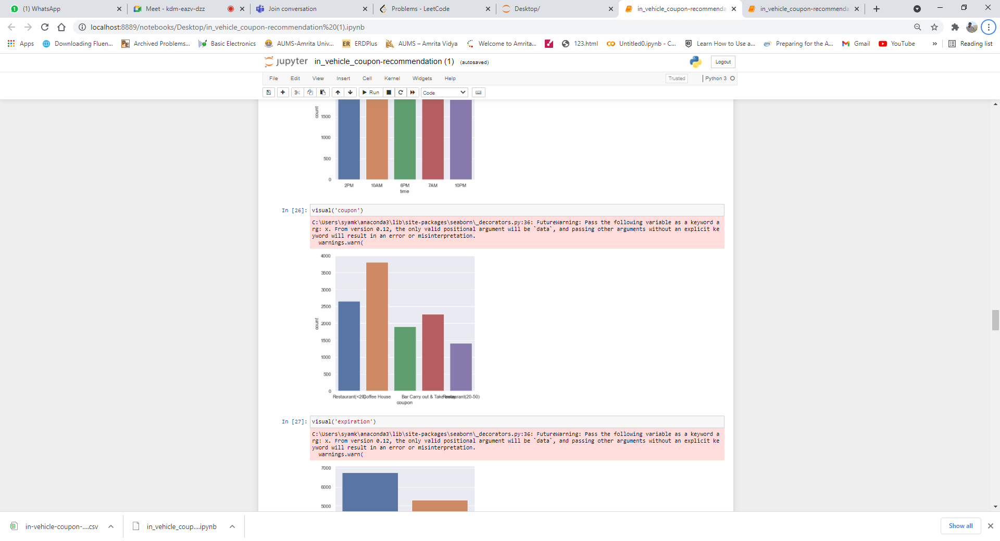 (1) WhatsApp
Meet - kdm-eazv-dzz
Join conversation
Problems - LeetCode
Desktop/
in_vehicle_coupon-recommenda
in_vehicle_coupon-recommenda
localhost:8889/notebooks/Desktop/in_vehicle_coupon-recommendation%20(1).ipynb
Apps
Downloading Fluen...
Archived Problems...
Basic Electronics
AUMS-Amrita Univ...
ER ERDPlus
AUMS – Amrita Vidya
Welcome to Amrita...
123.html
Untitled0.ipynb - C...
Learn How to Use a...
Preparing for the A...
Gmail
YouTube
»
Reading list
jupyter in_vehicle_coupon-recommendation (1) (autosaved)
Logout
File Edit View Insert Cell Kernel Widgets Help
Trusted
Python 3
Run
Code
count
1500
1000
500
0
2PM 10AM 6PM 7AM 10PM
time
In [26]: visual('coupon')
C:\Users\syamk\anaconda3\lib\site-packages\seaborn\_decorators.py:36: FutureWarning: Pass the following variable as a keyword a
rg: x. From version 0.12, the only valid positional argument will be `data`, and passing other arguments without an explicit ke
yword will result in an error or misinterpretation.
warnings.warn(
4000
3500
3000
2500
count
2000
1500
1000
500
0
Restaurant(<20) Coffee House Bar Carry out & Take away Restaurant(20-50)
coupon
In [27]: visual('expiration')
C:\Users\syamk\anaconda3\lib\site-packages\seaborn\_decorators.py:36: FutureWarning: Pass the following variable as a keyword a
rg: x. From version 0.12, the only valid positional argument will be `data`, and passing other arguments without an explicit ke
yword will result in an error or misinterpretation.
warnings.warn(
7000
6000
5000
in-vehicle-coupon-....csv
in_vehicle_coup....ipynb
Show all